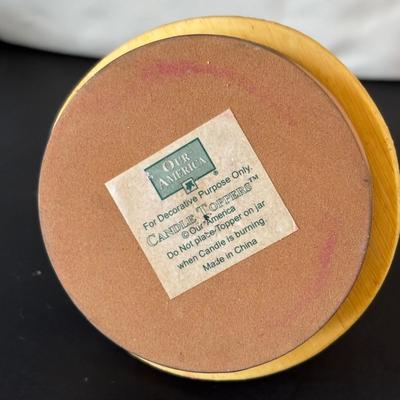 OUR
AMERICA
For Decorative Purpose Only
CANDLE TOPPERS™
©Our America
Do Not place Topper on jar
when Candle is burning
Made in China